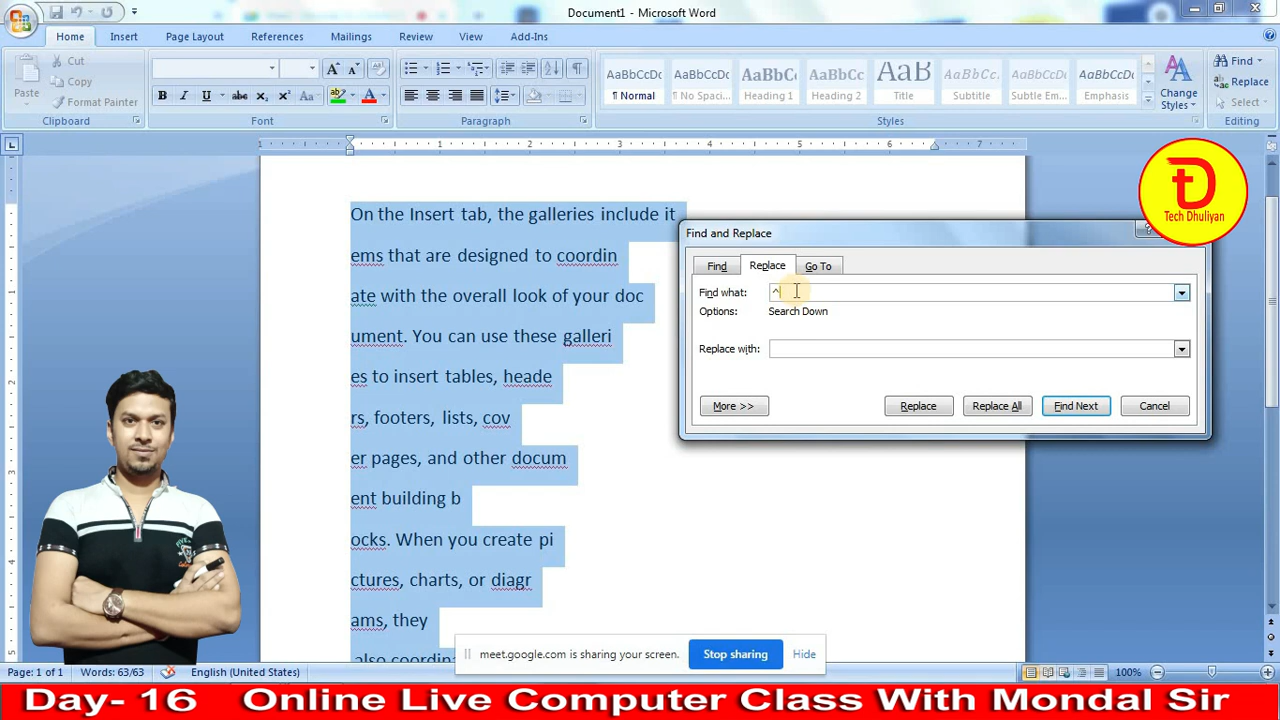 Document1 - Microsoft Word
Home Insert Page Layout References Mailings Review View Add-Ins
Paste
Cut
Copy
Format Painter
Clipboard
Font
Paragraph
AaBbCcDc AaBbCcDc AaBbCc AaBbCc AaB AaBbCc. AaBbCcDc AaBbCcDc
¶ Normal ¶ No Spaci... Heading 1 Heading 2 Title Subtitle Subtle Em... Emphasis
Change Styles
Styles
Find
Replace
Select
Editing
Tech Dhuliyan
On the Insert tab, the galleries include it
ems that are designed to coordin
ate with the overall look of your doc
ument. You can use these galleri
es to insert tables, heade
rs, footers, lists, cov
er pages, and other docum
ent building b
ocks. When you create pi
ctures, charts, or diagr
ams, they
also coordina
Find and Replace
Find Replace Go To
Find what: ^
Options: Search Down
Replace with:
More >> Replace Replace All Find Next Cancel
meet.google.com is sharing your screen. Stop sharing Hide
Page: 1 of 1 Words: 63/63 English (United States) 100%
Day- 16 Online Live Computer Class With Mondal Sir